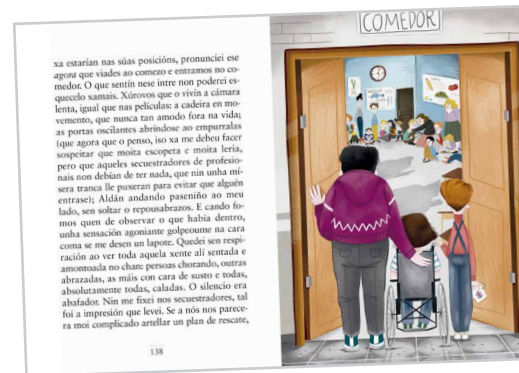 xa estarían nas súas posicións, pronunciei ese
agora que viades ao comezo e entramos no co-
medor. O que sentín nese intre non poderei es-
quecelo xamais. Xúrovos que o vivín a cámara
lenta, igual que nas películas: a cadeira en mo-
vemento, que nunca tan amodo fora na vida;
as portas oscilantes abríndose ao empurralas
(que agora que o penso, iso xa me debeu facer
sospeitar que moita escopeta e moita leria,
pero que aqueles secuestradores de profesio-
nais non debían de ter nada, que nin unha mí-
sera tranca lle puxeran para evitar que alguén
entrase); Aldán andando paseniño ao meu
lado, sen soltar o repousabrazos. E cando fo-
mos quen de observar o que había dentro,
unha sensación agoniante golpeoume na cara
coma se me desen un lapote. Quedei sen respi-
ración ao ver toda aquela xente alí sentada e
amontoada no chan: persoas chorando, outras
abrazadas, as máis con cara de susto e todas,
absolutamente todas, caladas. O silencio era
abafador. Nin me fixei nos secuestradores, tal
foi a impresión que levei. Se a nós nos parece-
ra moi complicado artellar un plan de rescate,
138
COMEDOR